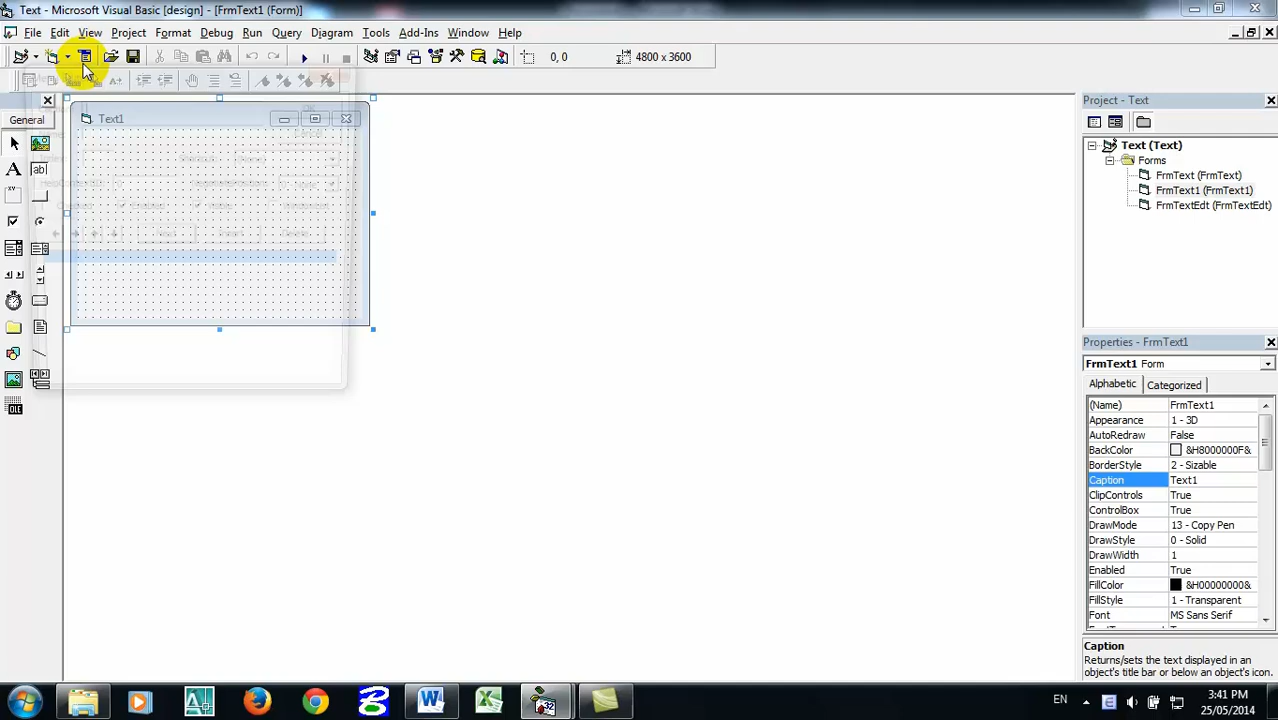 Text - Microsoft Visual Basic [design] - [FrmText1 (Form)]
File Edit View Project Format Debug Run Query Diagram Tools Add-Ins Window Help
0, 0 4800 x 3600
General
Text1
Project - Text
Text (Text)
Forms
FrmText (FrmText)
FrmText1 (FrmText1)
FrmTextEdt (FrmTextEdt)
Properties - FrmText1
FrmText1 Form
Alphabetic Categorized
(Name) FrmText1
Appearance 1 - 3D
AutoRedraw False
BackColor &H8000000F&
BorderStyle 2 - Sizable
Caption Text1
ClipControls True
ControlBox True
DrawMode 13 - Copy Pen
DrawStyle 0 - Solid
DrawWidth 1
Enabled True
FillColor &H00000000&
FillStyle 1 - Transparent
Font MS Sans Serif
Caption
Returns/sets the text displayed in an
object's title bar or below an object's icon.
EN
3:41 PM
25/05/2014